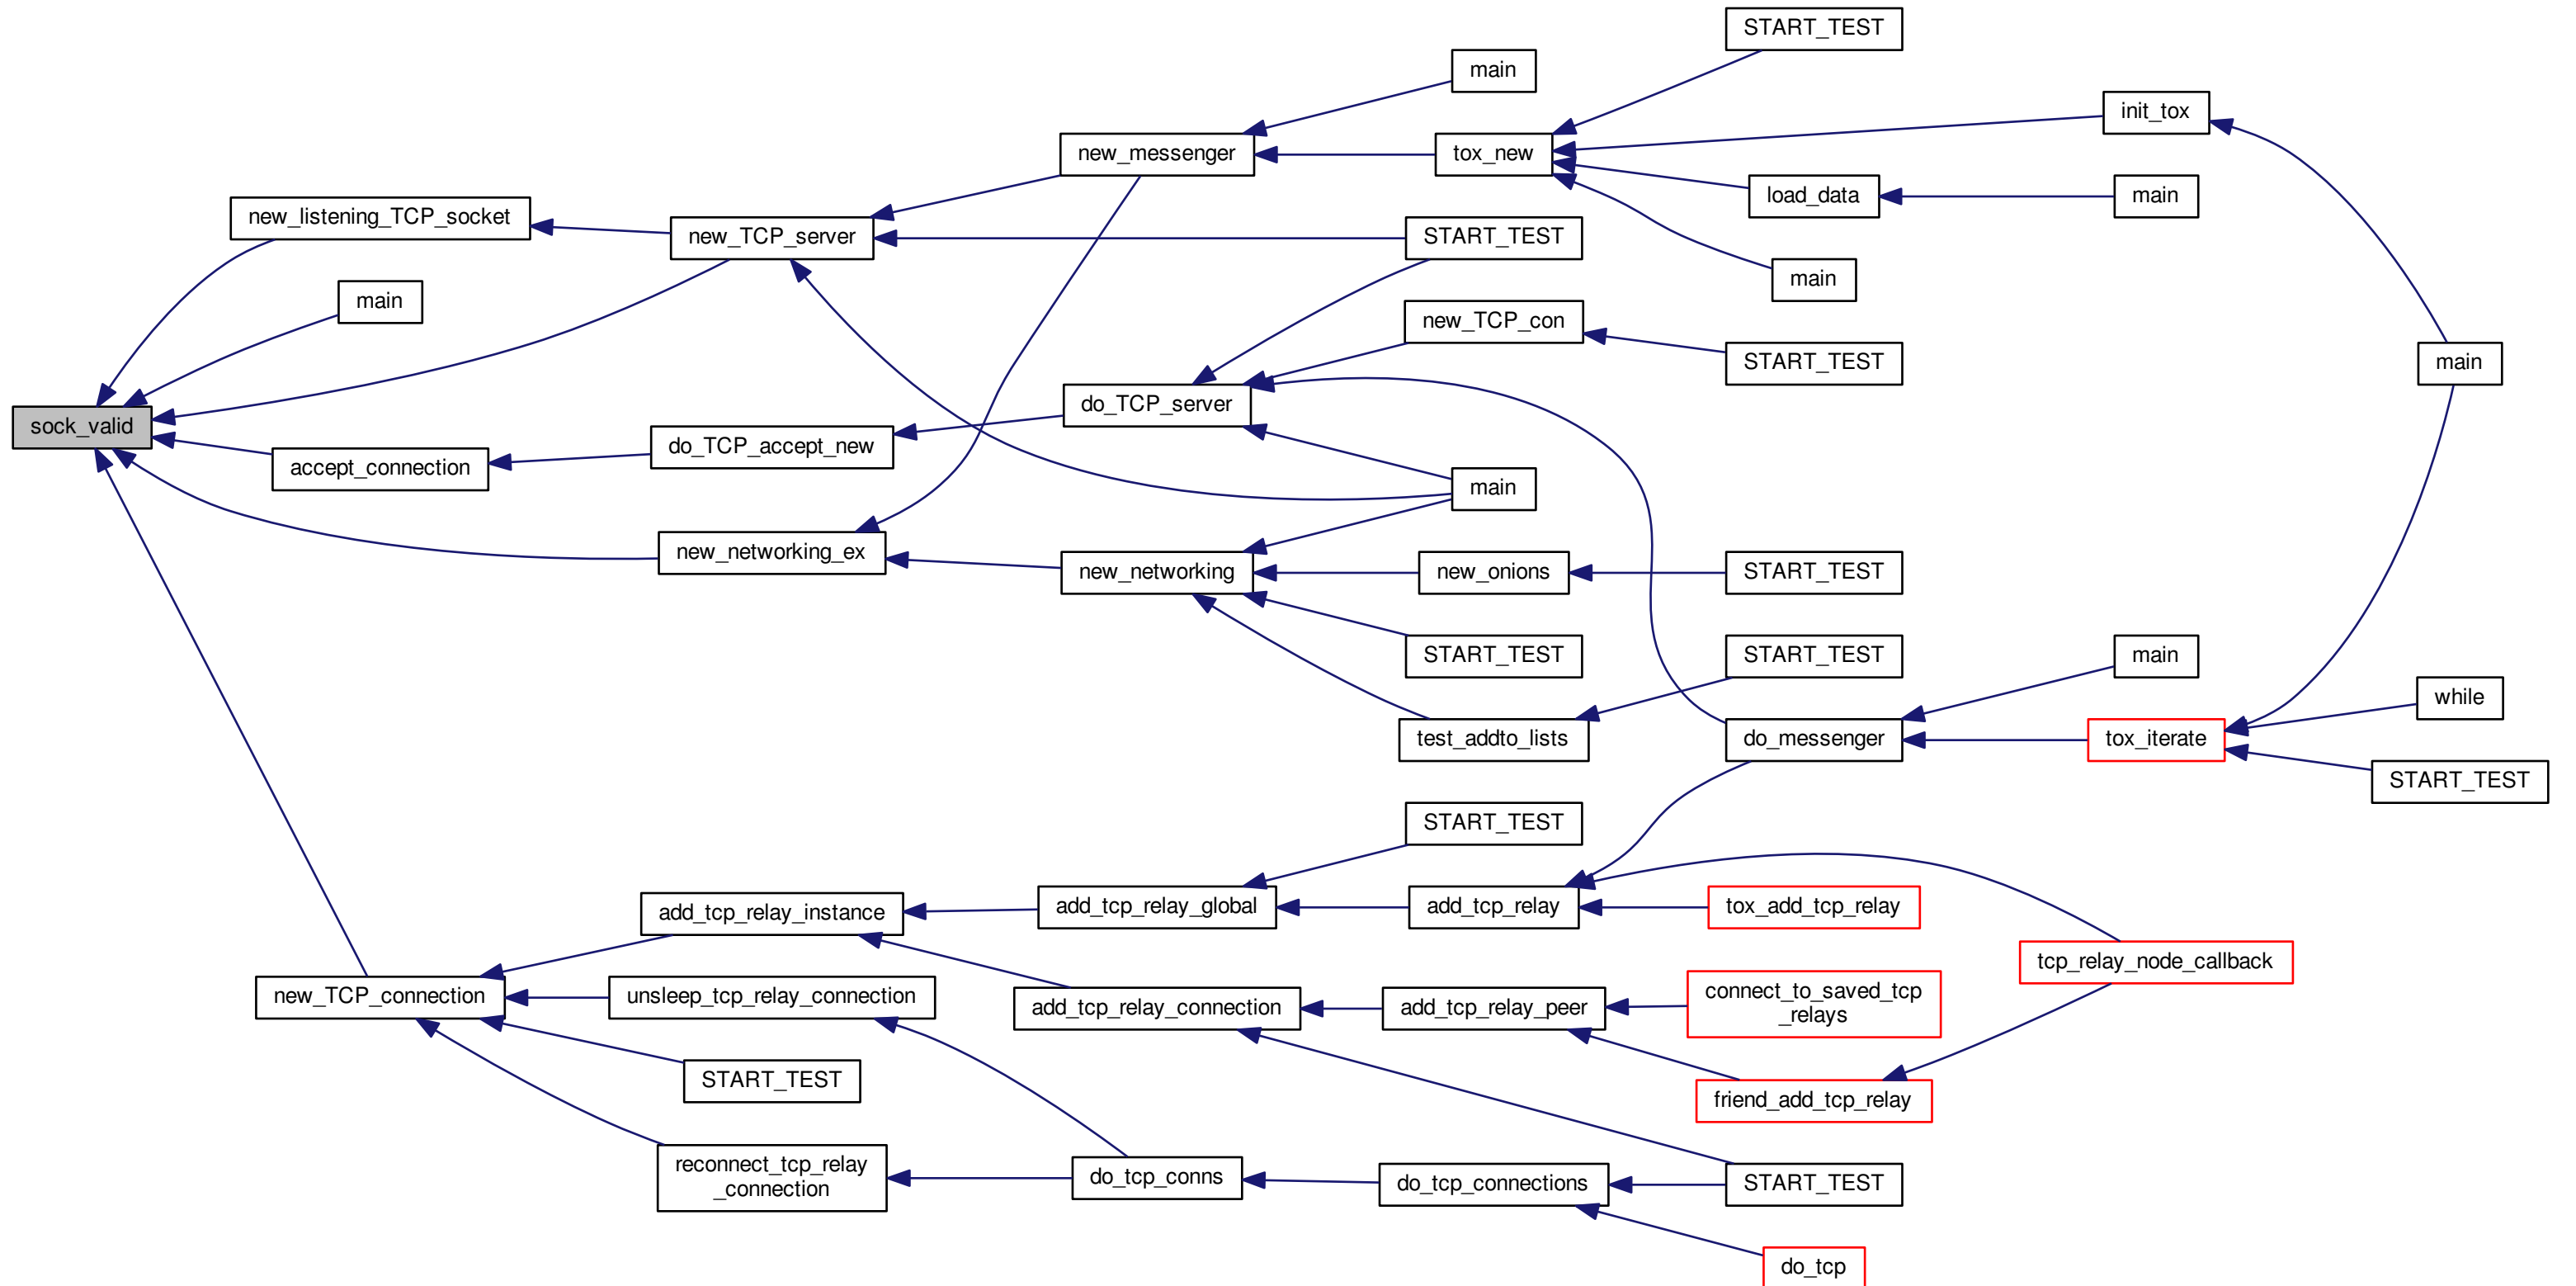 START_TEST
main
init_tox
new_messenger
tox_new
load_data
main
new_listening_TCP_socket
new_TCP_server
START_TEST
main
main
new_TCP_con
START_TEST
main
do_TCP_server
sock_valid
do_TCP_accept_new
accept_connection
main
new_networking_ex
new_networking
new_onions
START_TEST
START_TEST
START_TEST
main
while
test_addto_lists
do_messenger
tox_iterate
START_TEST
START_TEST
add_tcp_relay_instance
add_tcp_relay_global
add_tcp_relay
tox_add_tcp_relay
tcp_relay_node_callback
new_TCP_connection
unsleep_tcp_relay_connection
add_tcp_relay_connection
add_tcp_relay_peer
connect_to_saved_tcp
_relays
START_TEST
friend_add_tcp_relay
reconnect_tcp_relay
_connection
do_tcp_conns
do_tcp_connections
START_TEST
do_tcp